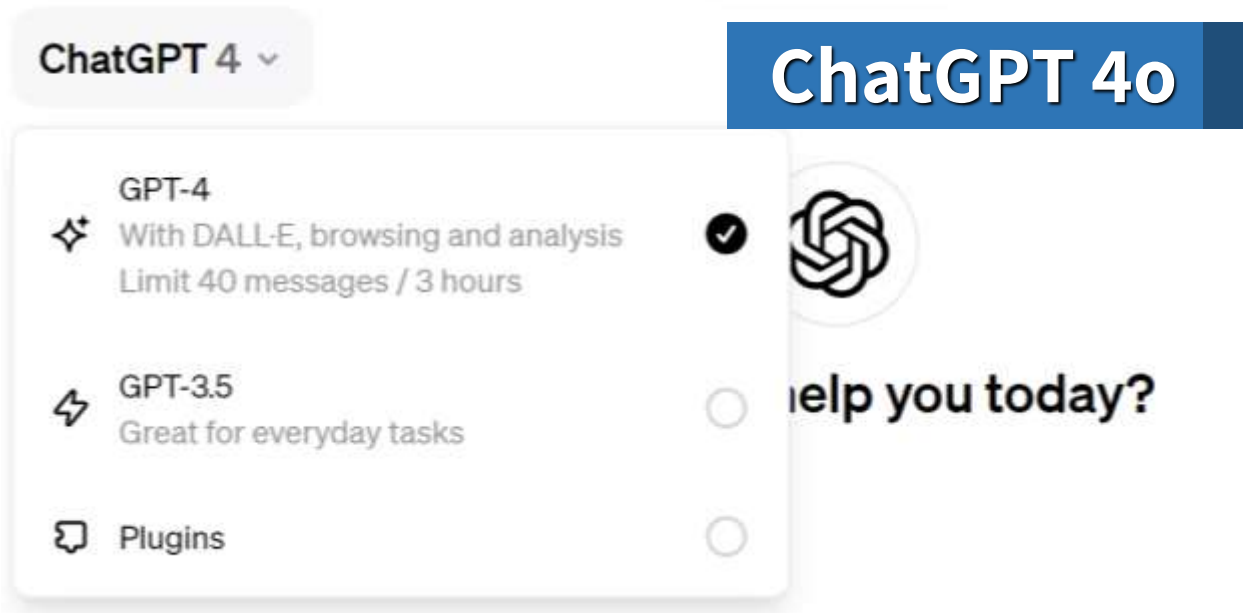 ChatGPT 4
ChatGPT 4o
GPT-4
With DALL·E, browsing and analysis
Limit 40 messages / 3 hours
GPT-3.5
Great for everyday tasks
help you today?
Plugins